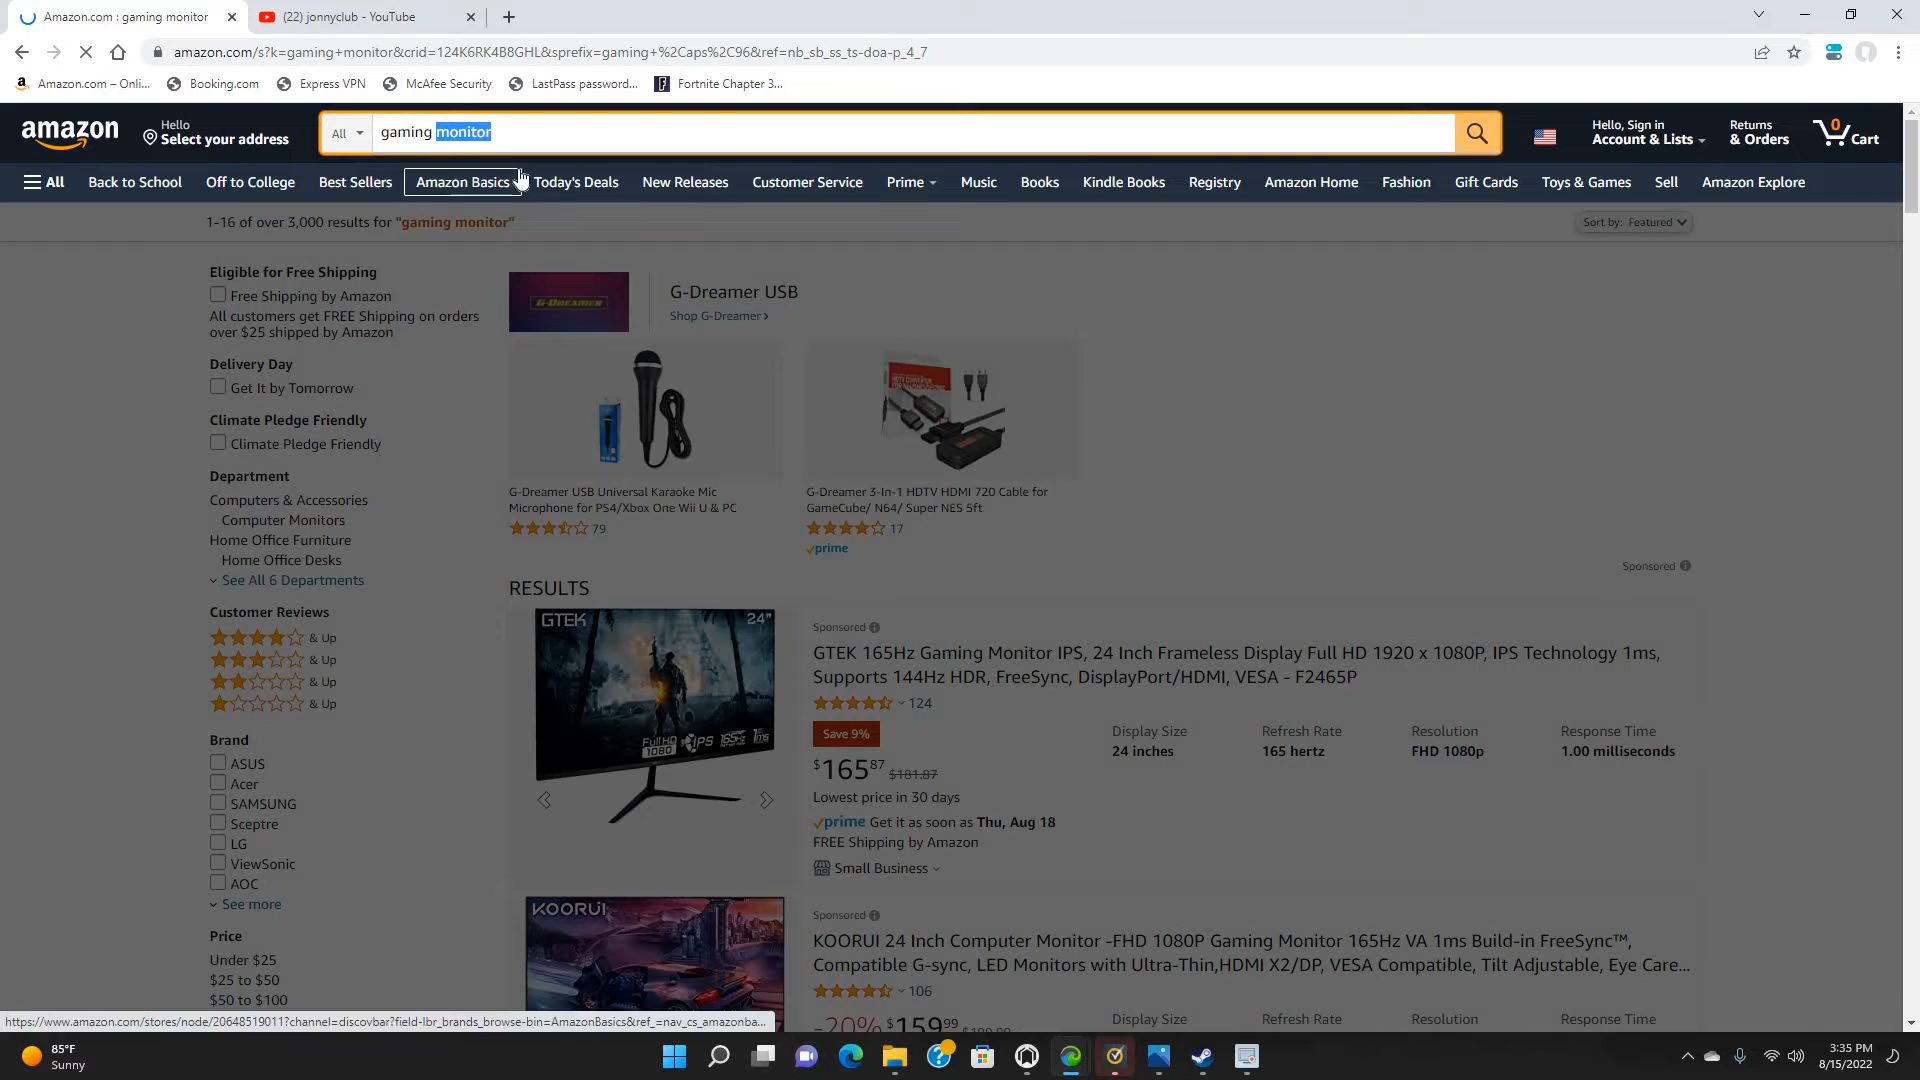 Amazon.com : gaming monitor
(22) jonnyclub - YouTube
amazon.com/s?k=gaming+monitor&crid=124K6RK4B8GHL&sprefix=gaming+%2Caps%2C96&ref=nb_sb_ss_ts-doa-p_4_7
Amazon.com – Onli... Booking.com Express VPN McAfee Security LastPass password... Fortnite Chapter 3...
amazon
Hello
Select your address
All
gaming monitor
Hello, Sign in
Account & Lists
Returns
& Orders
0
Cart
All Back to School Off to College Best Sellers Amazon Basics Today's Deals New Releases Customer Service Prime Music Books Kindle Books Registry Amazon Home Fashion Gift Cards Toys & Games Sell Amazon Explore
1-16 of over 3,000 results for "gaming monitor"
Sort by: Featured
Eligible for Free Shipping
Free Shipping by Amazon
All customers get FREE Shipping on orders
over $25 shipped by Amazon
Delivery Day
Get It by Tomorrow
Climate Pledge Friendly
Climate Pledge Friendly
Department
Computers & Accessories
Computer Monitors
Home Office Furniture
Home Office Desks
See All 6 Departments
Customer Reviews
& Up
& Up
& Up
& Up
Brand
ASUS
Acer
SAMSUNG
Sceptre
LG
ViewSonic
AOC
See more
Price
Under $25
$25 to $50
$50 to $100
G-DREAMER
G-Dreamer USB
Shop G-Dreamer ›
G-Dreamer USB Universal Karaoke Mic
Microphone for PS4/Xbox One Wii U & PC
79
G-Dreamer 3-In-1 HDTV HDMI 720 Cable for
GameCube/ N64/ Super NES 5ft
17
prime
Sponsored
RESULTS
GTEK 24"
Full HD 1080 IPS 165Hz 1ms
Sponsored
GTEK 165Hz Gaming Monitor IPS, 24 Inch Frameless Display Full HD 1920 x 1080P, IPS Technology 1ms,
Supports 144Hz HDR, FreeSync, DisplayPort/HDMI, VESA - F2465P
124
Save 9%
$165 87 $181.87
Lowest price in 30 days
prime Get it as soon as Thu, Aug 18
FREE Shipping by Amazon
Small Business
Display Size Refresh Rate Resolution Response Time
24 inches 165 hertz FHD 1080p 1.00 milliseconds
KOORUI
Sponsored
KOORUI 24 Inch Computer Monitor -FHD 1080P Gaming Monitor 165Hz VA 1ms Build-in FreeSync™,
Compatible G-sync, LED Monitors with Ultra-Thin,HDMI X2/DP, VESA Compatible, Tilt Adjustable, Eye Care...
106
-20% $159 99
Display Size Refresh Rate Resolution Response Time
https://www.amazon.com/stores/node/20648519011?channel=discovbar?field-lbr_brands_browse-bin=AmazonBasics&ref_=nav_cs_amazonba...
85°F
Sunny
3:35 PM
8/15/2022